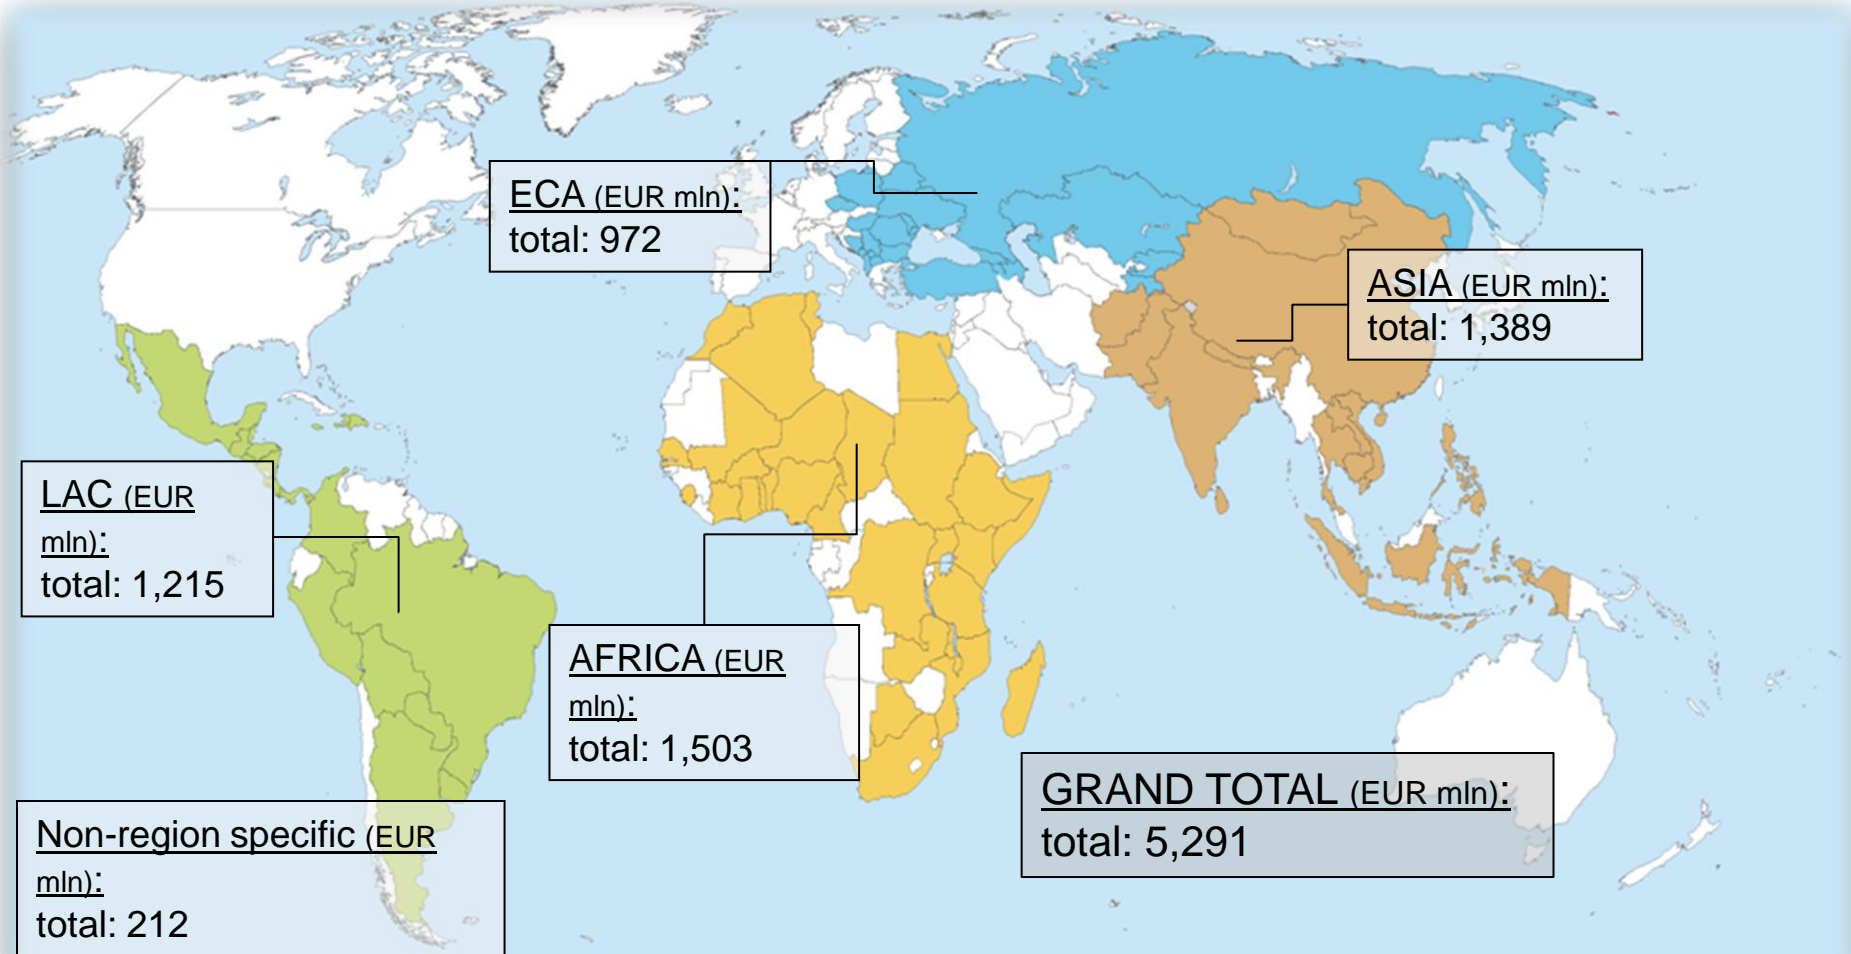 ECA (EUR mln):
total: 972
ASIA (EUR mln):
total: 1,389
LAC (EUR
mln):
total: 1,215
AFRICA (EUR
mln):
total: 1,503
GRAND TOTAL (EUR mln):
total: 5,291
Non-region specific (EUR
mln):
total: 212